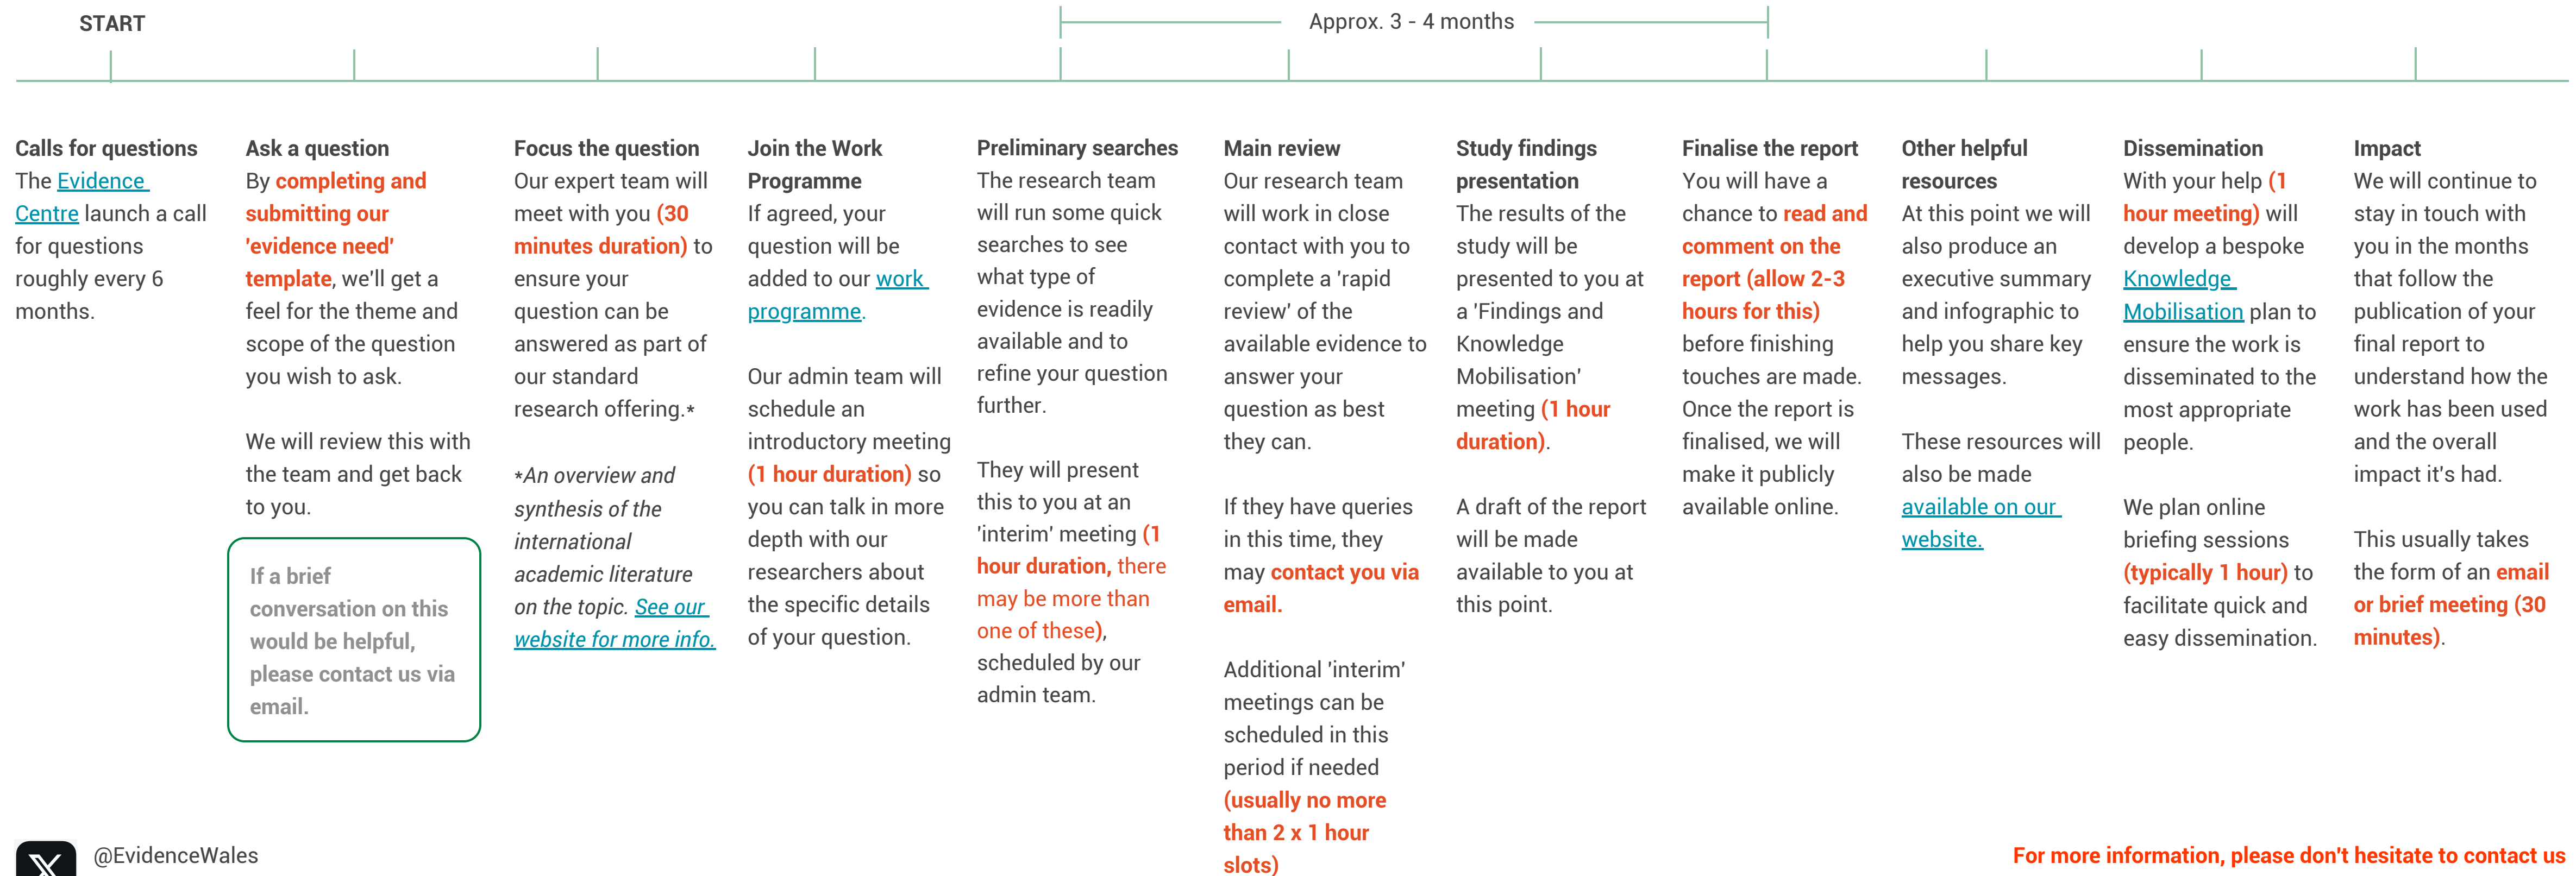 START
Approx. 3 - 4 months
Calls for questions
The Evidence
Centre launch a call
for questions
roughly every 6
months.
Ask a question
By completing and
submitting our
'evidence need'
template, we'll get a
feel for the theme and
scope of the question
you wish to ask.
We will review this with
the team and get back
to you.
If a brief
conversation on this
would be helpful,
please contact us via
email.
Focus the question
Our expert team will
meet with you (30
minutes duration) to
ensure your
question can be
answered as part of
our standard
research offering.*
*An overview and
synthesis of the
international
academic literature
on the topic. See our
website for more info.
Join the Work
Programme
If agreed, your
question will be
added to our work
programme.
Our admin team will
schedule an
introductory meeting
(1 hour duration) so
you can talk in more
depth with our
researchers about
the specific details
of your question.
Preliminary searches
The research team
will run some quick
searches to see
what type of
evidence is readily
available and to
refine your question
further.
They will present
this to you at an
'interim' meeting (1
hour duration, there
may be more than
one of these),
scheduled by our
admin team.
Main review
Our research team
will work in close
contact with you to
complete a 'rapid
review' of the
available evidence to
answer your
question as best
they can.
If they have queries
in this time, they
may contact you via
email.
Additional 'interim'
meetings can be
scheduled in this
period if needed
(usually no more
than 2 x 1 hour
slots)
Study findings
presentation
The results of the
study will be
presented to you at
a 'Findings and
Knowledge
Mobilisation'
meeting (1 hour
duration).
A draft of the report
will be made
available to you at
this point.
Finalise the report
You will have a
chance to read and
comment on the
report (allow 2-3
hours for this)
before finishing
touches are made.
Once the report is
finalised, we will
make it publicly
available online.
Other helpful
resources
At this point we will
also produce an
executive summary
and infographic to
help you share key
messages.
These resources will
also be made
available on our
website.
Dissemination
With your help (1
hour meeting) will
develop a bespoke
Knowledge
Mobilisation plan to
ensure the work is
disseminated to the
most appropriate
people.
We plan online
briefing sessions
(typically 1 hour) to
facilitate quick and
easy dissemination.
Impact
We will continue to
stay in touch with
you in the months
that follow the
publication of your
final report to
understand how the
work has been used
and the overall
impact it's had.
This usually takes
the form of an email
or brief meeting (30
minutes).
@EvidenceWales
For more information, please don't hesitate to contact us